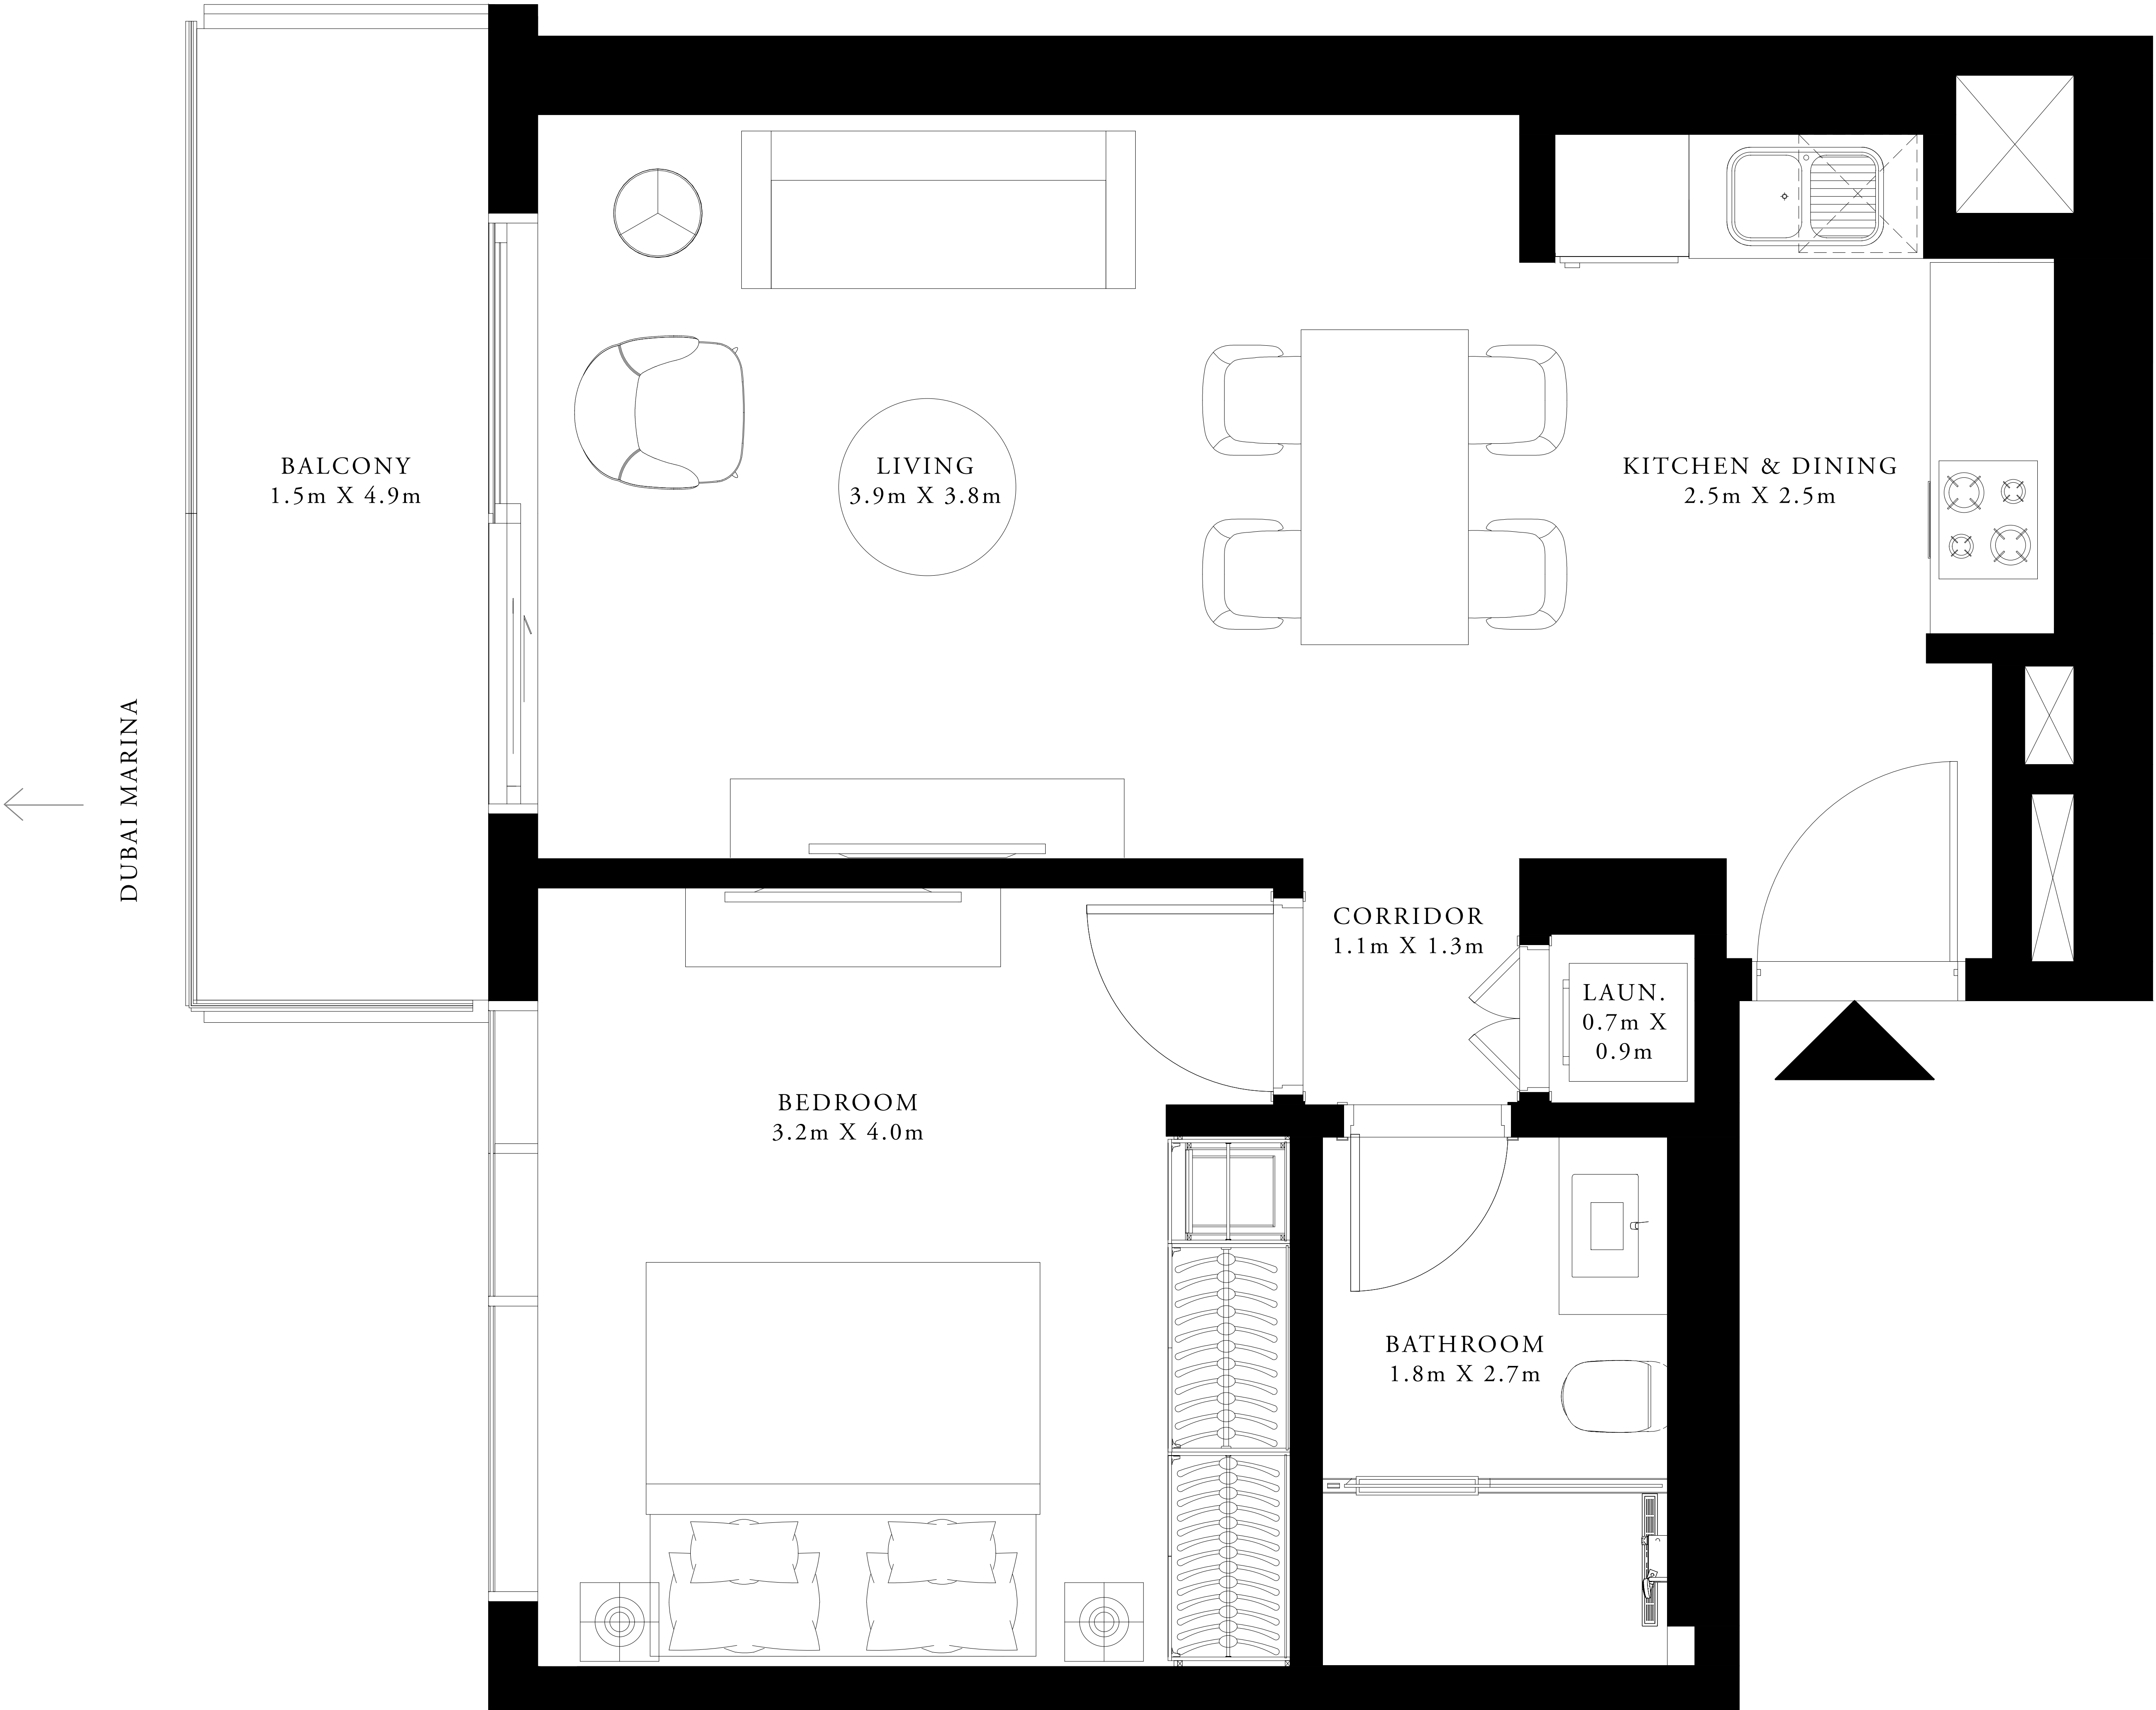 BALCONY
1.5m X 4.9m
LIVING
3.9m X 3.8m
KITCHEN & DINING
2.5m X 2.5m
DUBAI MARINA
CORRIDOR
1.1m X 1.3m
LAUN.
0.7m X
0.9m
BEDROOM
3.2m X 4.0m
BATHROOM
1.8m X 2.7m